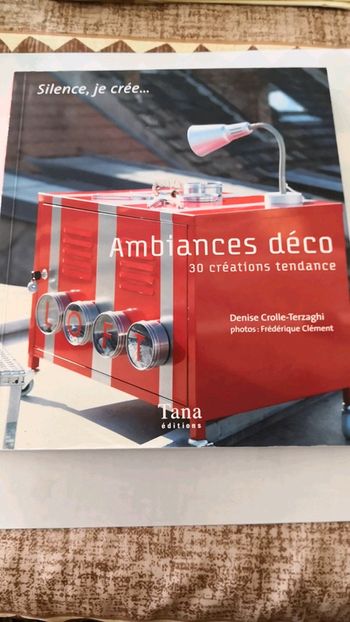 Silence, je crée...
Ambiances déco
30 créations tendance
Denise Crolle-Terzaghi
photos : Frédérique Clément
LOFT
Tana
éditions